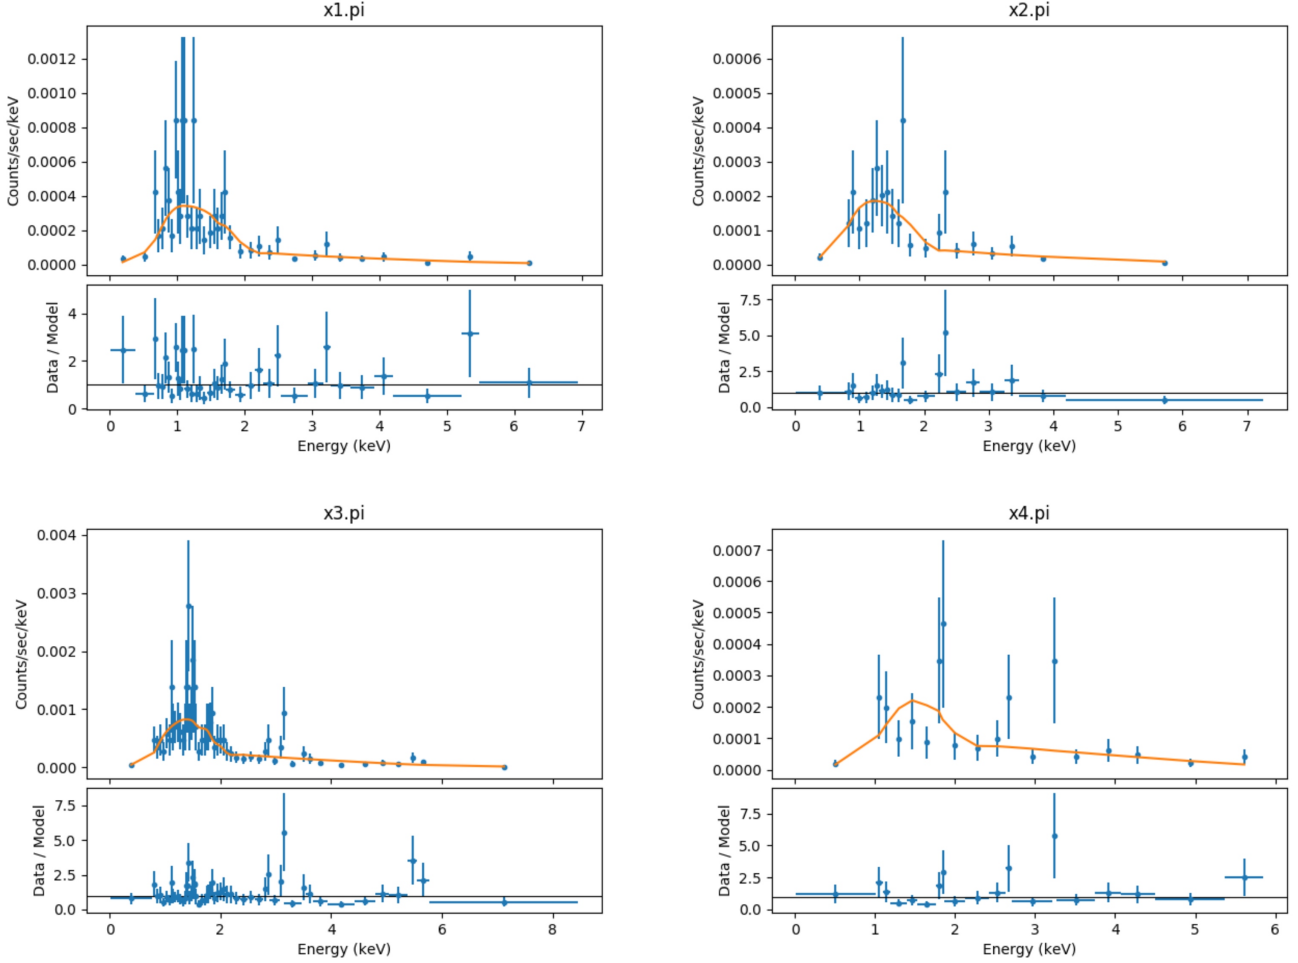 x1.pi
0.0012
0.0010
0.0008
0.0006
0.0004
0.0002
0.0000
Counts/sec/keV
4
2
0
Data / Model
0 1 2 3 4 5 6 7
Energy (keV)
x2.pi
0.0006
0.0005
0.0004
0.0003
0.0002
0.0001
0.0000
Counts/sec/keV
7.5
5.0
2.5
0.0
Data / Model
0 1 2 3 4 5 6 7
Energy (keV)
x3.pi
0.004
0.003
0.002
0.001
0.000
Counts/sec/keV
7.5
5.0
2.5
0.0
Data / Model
0 2 4 6 8
Energy (keV)
x4.pi
0.0007
0.0006
0.0005
0.0004
0.0003
0.0002
0.0001
0.0000
Counts/sec/keV
7.5
5.0
2.5
0.0
Data / Model
0 1 2 3 4 5 6
Energy (keV)